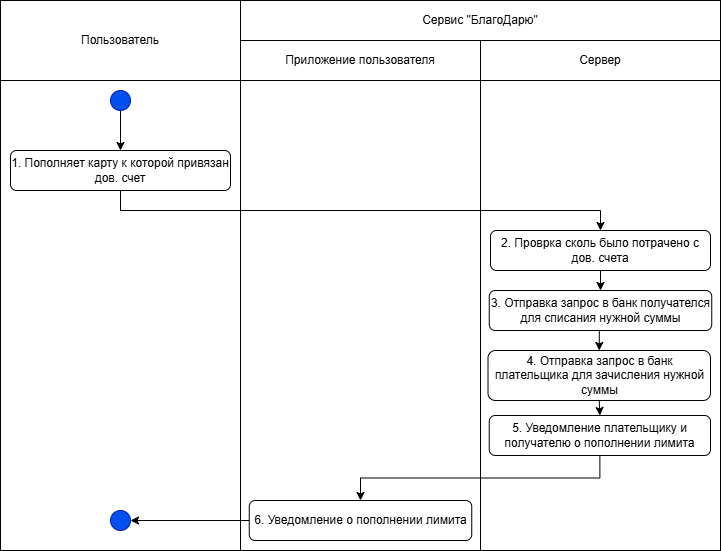 Пользователь
Сервис "БлагоДарю"
Приложение пользователя
Сервер
1. Пополняет карту к которой привязан
дов. счет
2. Проврка сколь было потрачено с
дов. счета
3. Отправка запрос в банк получателся
для списания нужной суммы
4. Отправка запрос в банк
плательщика для зачисления нужной
суммы
5. Уведомление плательщику и
получателю о пополнении лимита
6. Уведомление о пополнении лимита